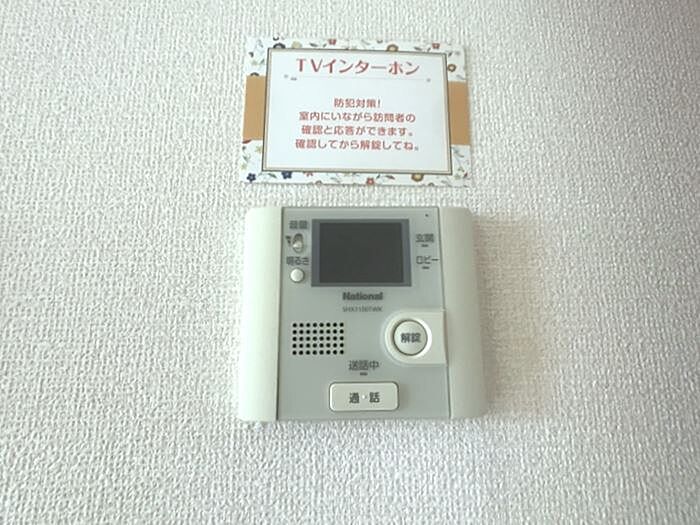 TVインターホン
防犯対策!
室内にいながら訪問者の
確認と応答ができます。
確認してから解錠してね。
音量
玄関
明るさ
ロビー
National
解錠
送話中
通・話